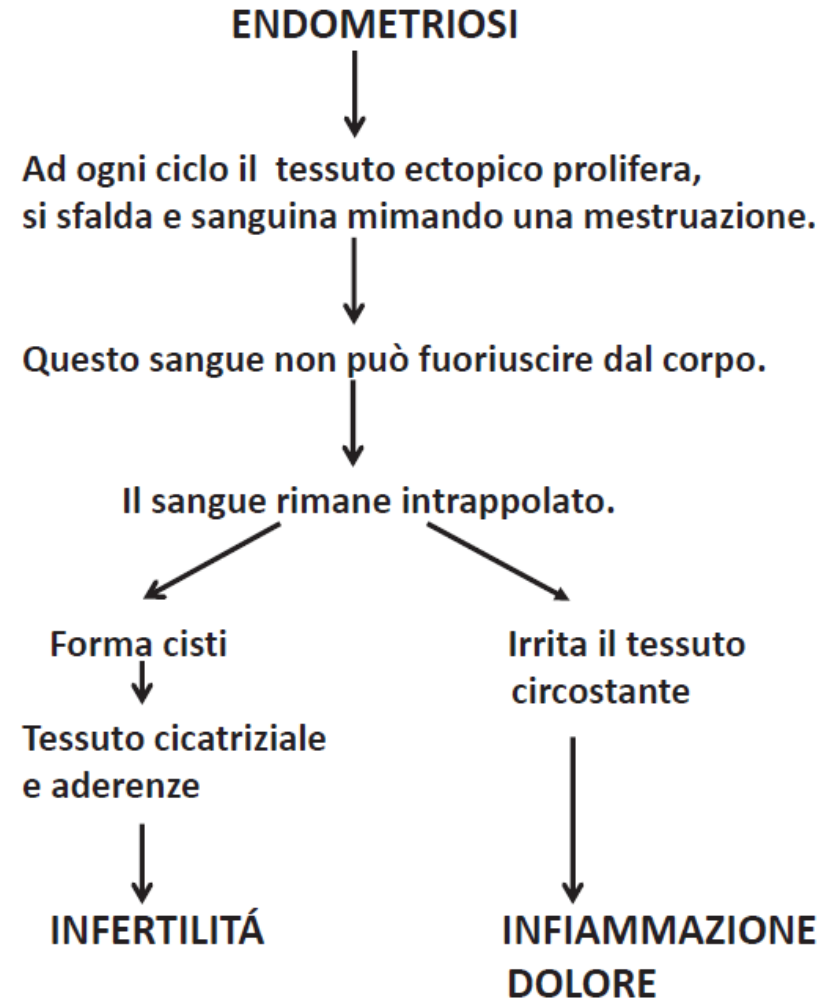 ENDOMETRIOSI
Ad ogni ciclo il  tessuto ectopico prolifera,
si sfalda e sanguina mimando una mestruazione.
Questo sangue non può fuoriuscire dal corpo.
Il sangue rimane intrappolato.
Forma cisti
Irrita il tessuto
circostante
Tessuto cicatriziale
e aderenze
INFERTILITÁ
INFIAMMAZIONE
DOLORE